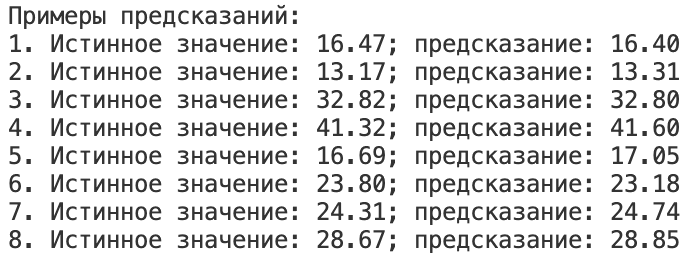 Примеры предсказаний:
1. Истинное значение: 16.47; предсказание: 16.40
2. Истинное значение: 13.17; предсказание: 13.31
3. Истинное значение: 32.82; предсказание: 32.80
4. Истинное значение: 41.32; предсказание: 41.60
5. Истинное значение: 16.69; предсказание: 17.05
6. Истинное значение: 23.80; предсказание: 23.18
7. Истинное значение: 24.31; предсказание: 24.74
8. Истинное значение: 28.67; предсказание: 28.85